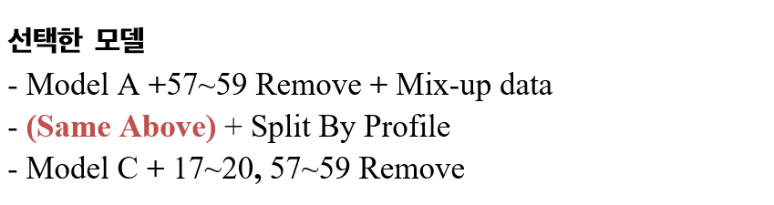 선택한 모델
- Model A +57~59 Remove + Mix-up data
- (Same Above) + Split By Profile
- Model C + 17~20, 57~59 Remove